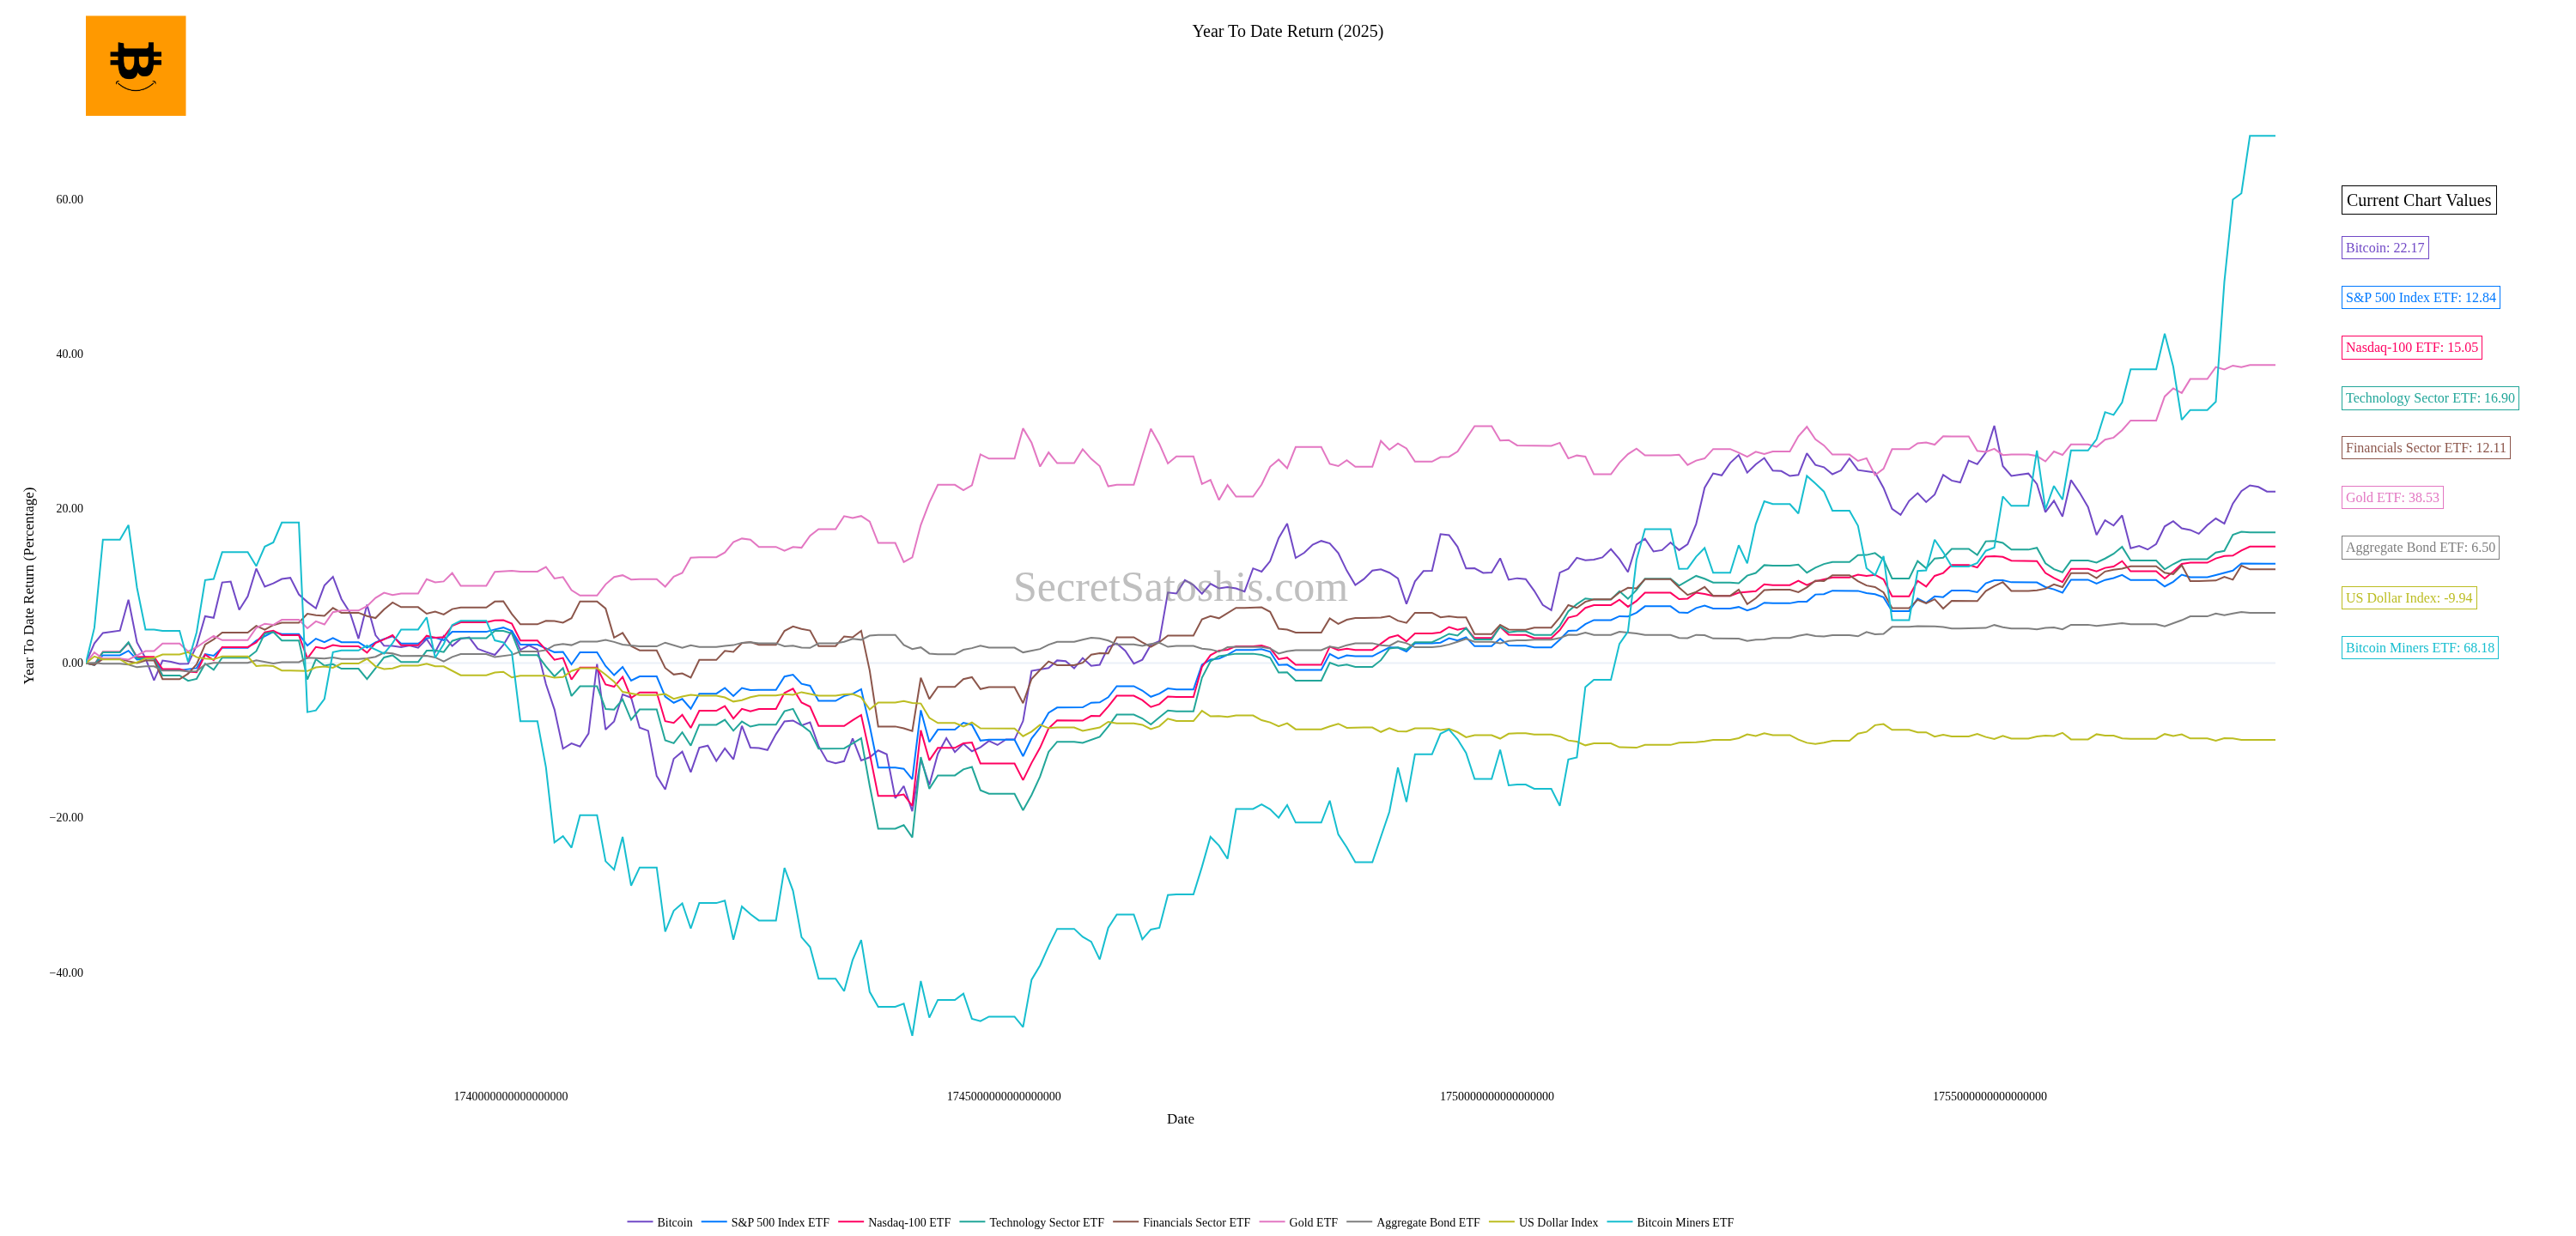 Year To Date Return (2025)
60.00
40.00
20.00
0.00
−20.00
−40.00
Year To Date Return (Percentage)
SecretSatoshis.com
Current Chart Values
Bitcoin: 22.17
S&P 500 Index ETF: 12.84
Nasdaq-100 ETF: 15.05
Technology Sector ETF: 16.90
Financials Sector ETF: 12.11
Gold ETF: 38.53
Aggregate Bond ETF: 6.50
US Dollar Index: -9.94
Bitcoin Miners ETF: 68.18
1740000000000000000 1745000000000000000 1750000000000000000 1755000000000000000
Date
Bitcoin S&P 500 Index ETF Nasdaq-100 ETF Technology Sector ETF Financials Sector ETF Gold ETF Aggregate Bond ETF US Dollar Index Bitcoin Miners ETF